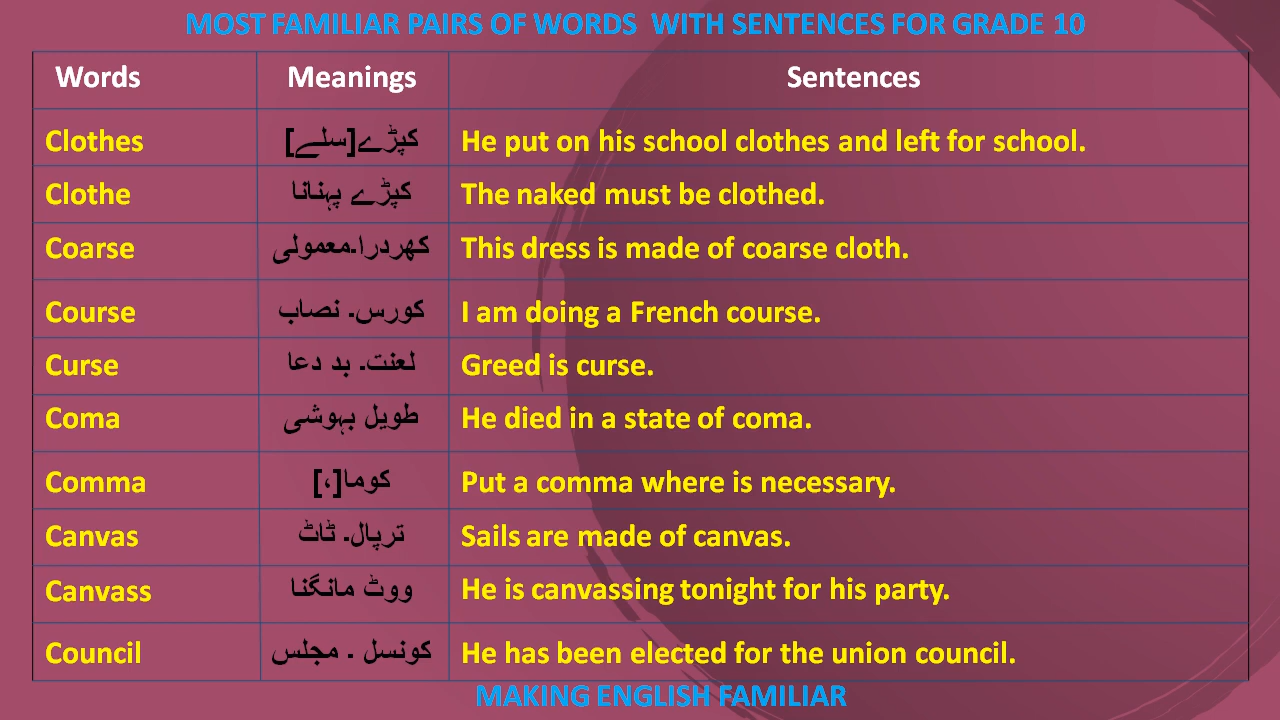 MOST FAMILIAR PAIRS OF WORDS WITH SENTENCES FOR GRADE 10
Words Meanings Sentences
Clothes کپڑے[سلے] He put on his school clothes and left for school.
Clothe کپڑے پہنانا The naked must be clothed.
Coarse کھردرا۔معمولی This dress is made of coarse cloth.
Course کورس۔ نصاب I am doing a French course.
Curse لعنت۔ بد دعا Greed is curse.
Coma طویل بہوشی He died in a state of coma.
Comma کوما[،] Put a comma where is necessary.
Canvas ترپال۔ ٹاٹ Sails are made of canvas.
Canvass ووٹ مانگنا He is canvassing tonight for his party.
Council کونسل ۔ مجلس He has been elected for the union council.
MAKING ENGLISH FAMILIAR